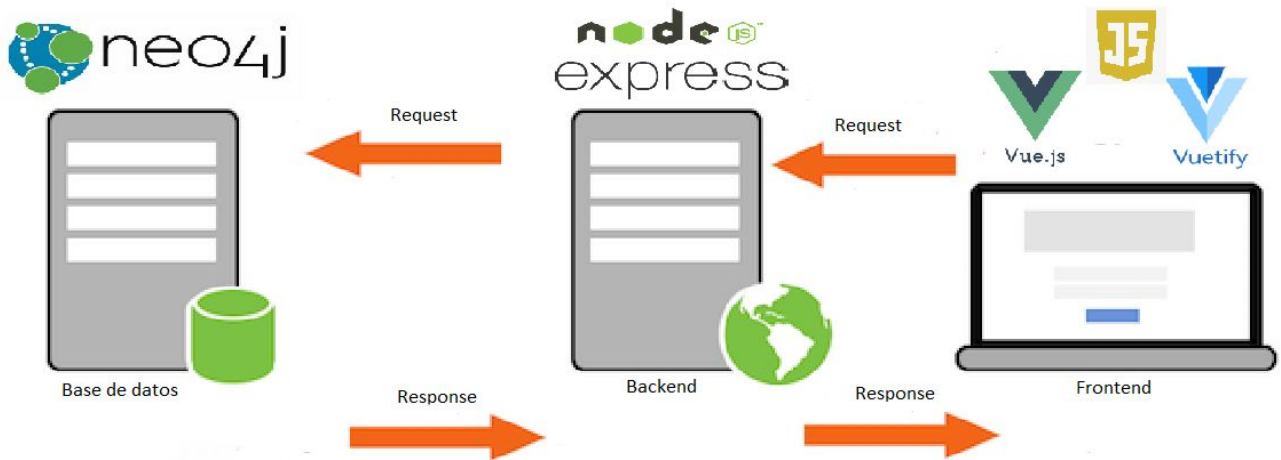 neo4j
node
JS
express
JS
Vue.js
Vuetify
Request
Request
Base de datos
Backend
Frontend
Response
Response